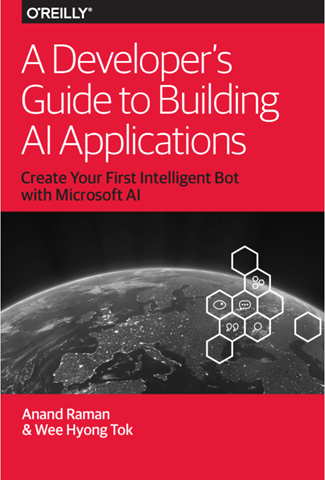 O'REILLY®
A Developer's
Guide to Building
AI Applications
Create Your First Intelligent Bot
with Microsoft AI
Anand Raman
& Wee Hyong Tok